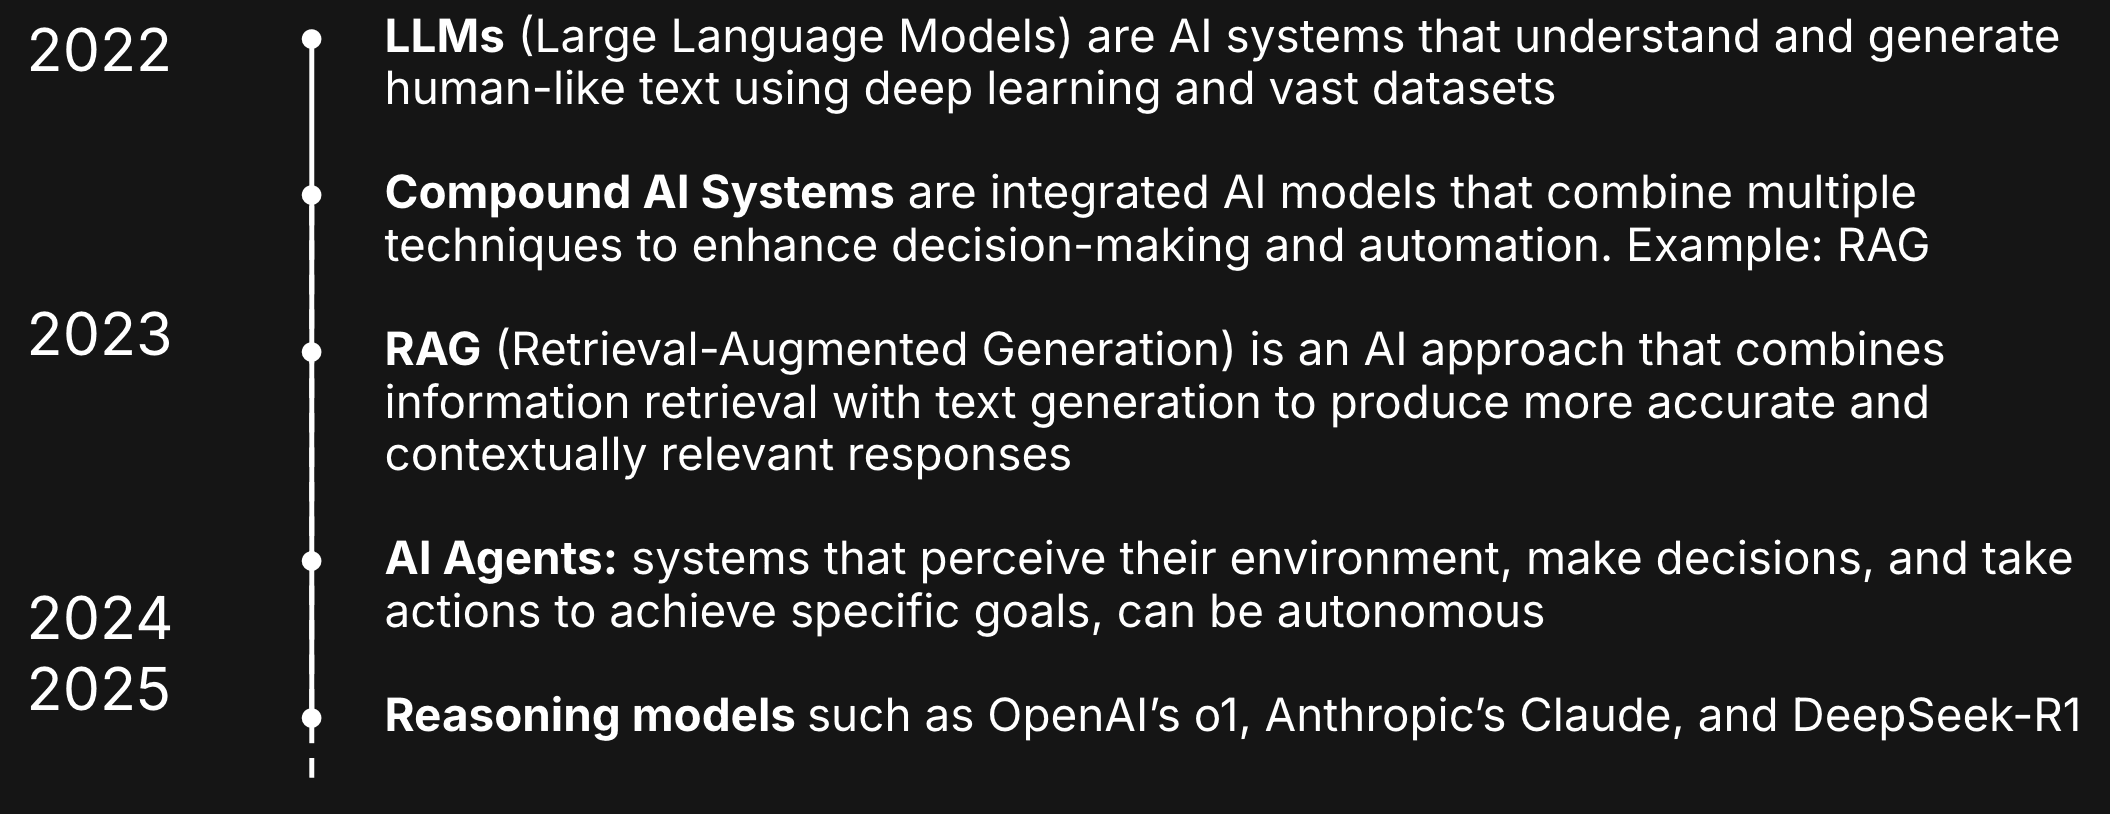 2022
LLMs (Large Language Models) are AI systems that understand and generate
human-like text using deep learning and vast datasets
Compound AI Systems are integrated AI models that combine multiple
techniques to enhance decision-making and automation. Example: RAG
2023
RAG (Retrieval-Augmented Generation) is an AI approach that combines
information retrieval with text generation to produce more accurate and
contextually relevant responses
AI Agents: systems that perceive their environment, make decisions, and take
actions to achieve specific goals, can be autonomous
2024
2025
Reasoning models such as OpenAI’s o1, Anthropic’s Claude, and DeepSeek-R1